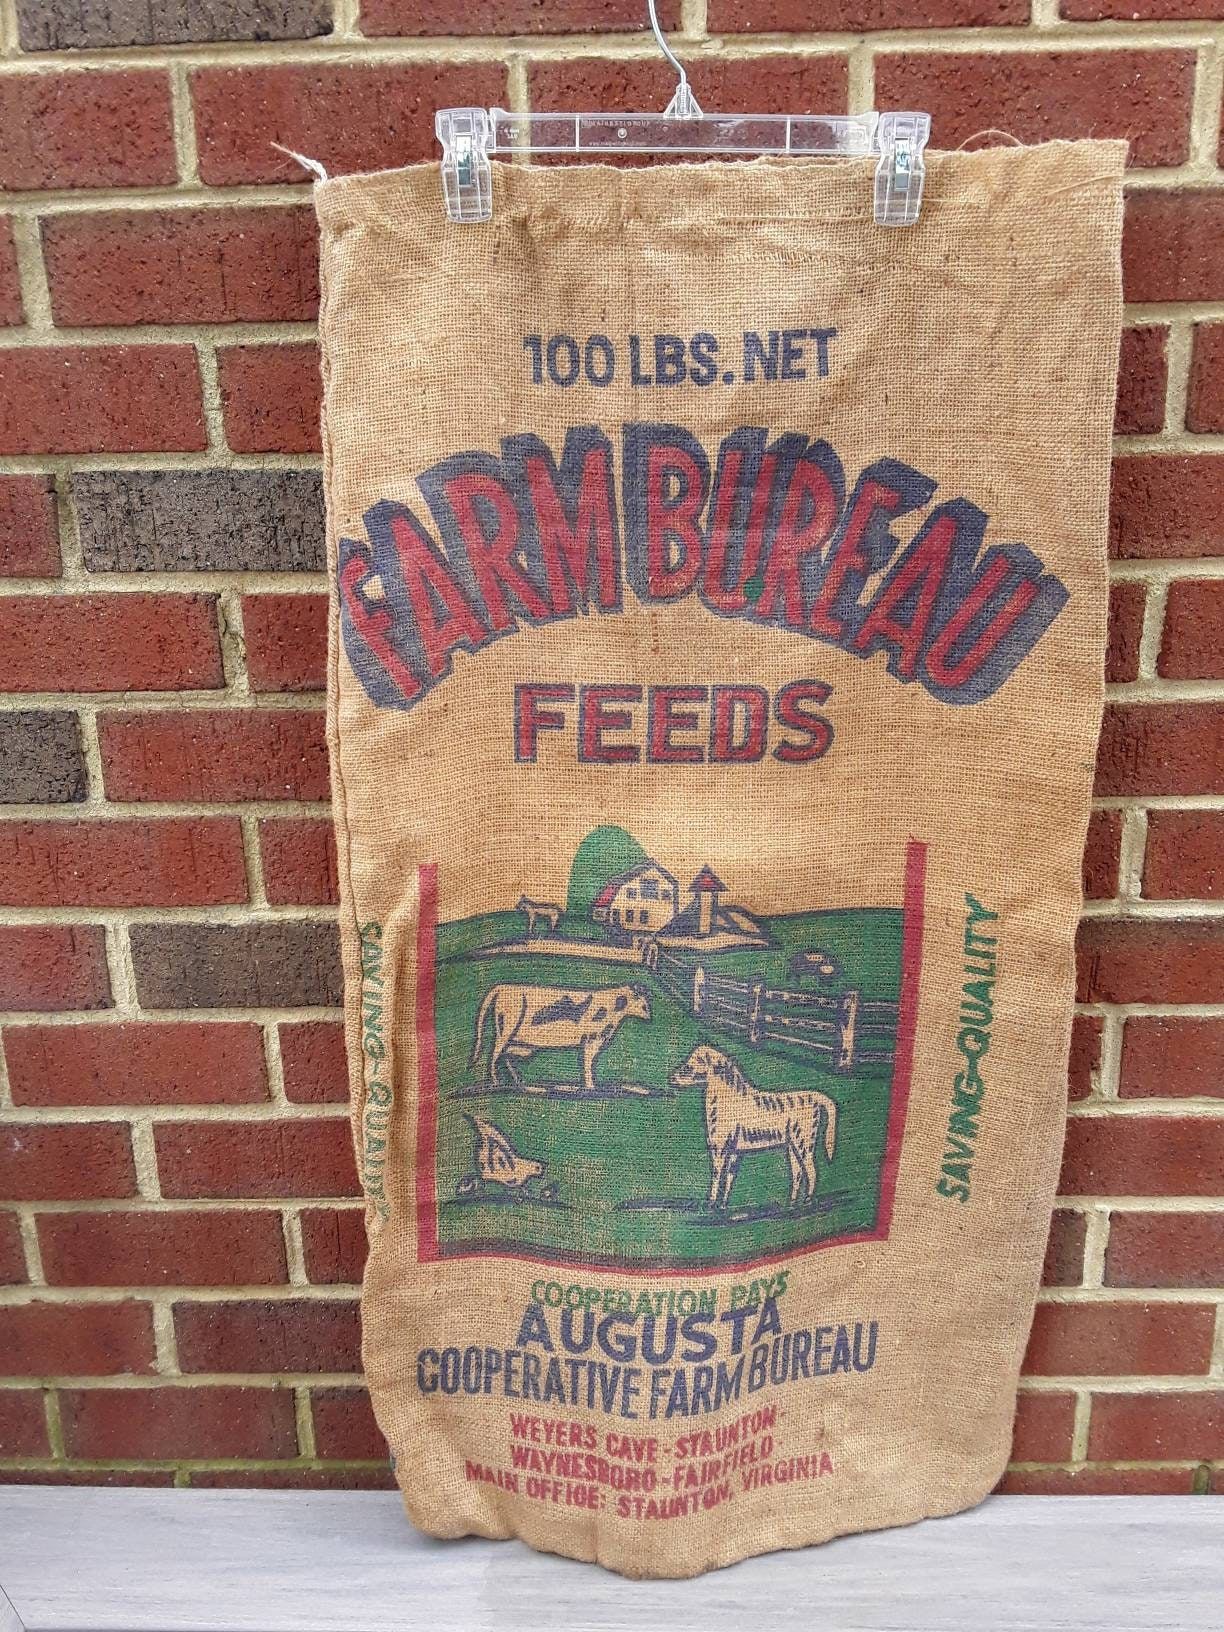 100 LBS. NET
FARM BUREAU
FEEDS
SAVING-QUALITY
SAVING-QUALITY
COOPERATION PAYS
AUGUSTA
COOPERATIVE FARM BUREAU
WEYERS CAVE - STAUNTON -
WAYNESBORO - FAIRFIELD -
MAIN OFFICE: STAUNTON, VIRGINIA